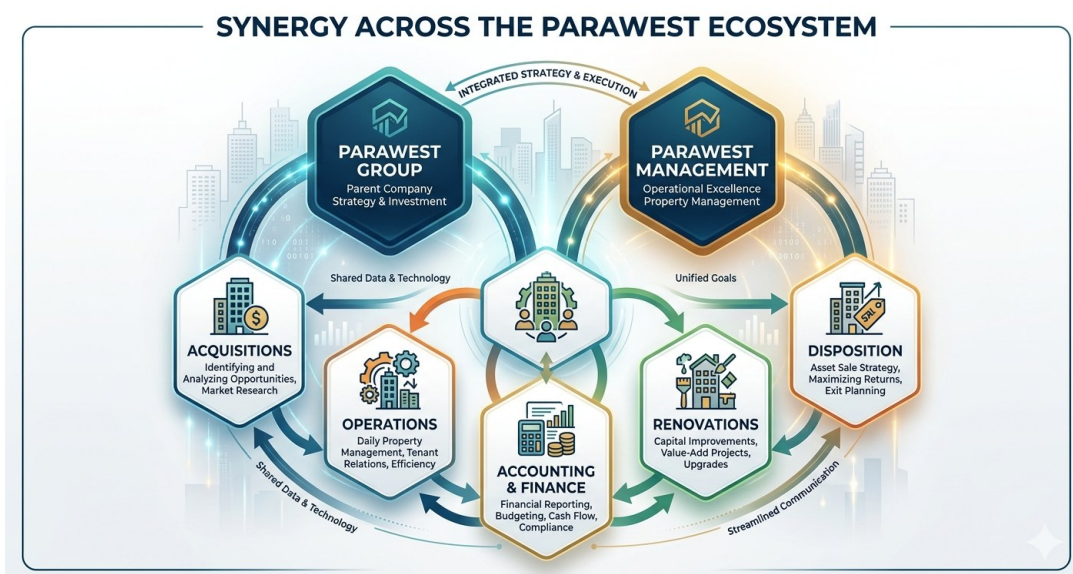 SYNERGY ACROSS THE PARAWEST ECOSYSTEM
INTEGRATED STRATEGY & EXECUTION
PARAWEST
GROUP
Parent Company
Strategy & Investment
PARAWEST
MANAGEMENT
Operational Excellence
Property Management
Shared Data & Technology
Unified Goals
ACQUISITIONS
Identifying and
Analyzing Opportunities,
Market Research
OPERATIONS
Daily Property
Management, Tenant
Relations, Efficiency
ACCOUNTING
& FINANCE
Financial Reporting,
Budgeting, Cash Flow,
Compliance
RENOVATIONS
Capital Improvements,
Value-Add Projects,
Upgrades
DISPOSITION
Asset Sale Strategy,
Maximizing Returns,
Exit Planning
Shared Data & Technology
Streamlined Communication